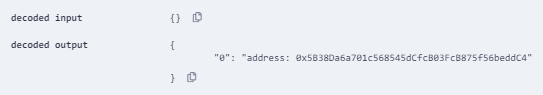 decoded input {}
decoded output {
"0": "address: 0x5B38Da6a701c568545dCfcB03FcB875f56beddC4"
}